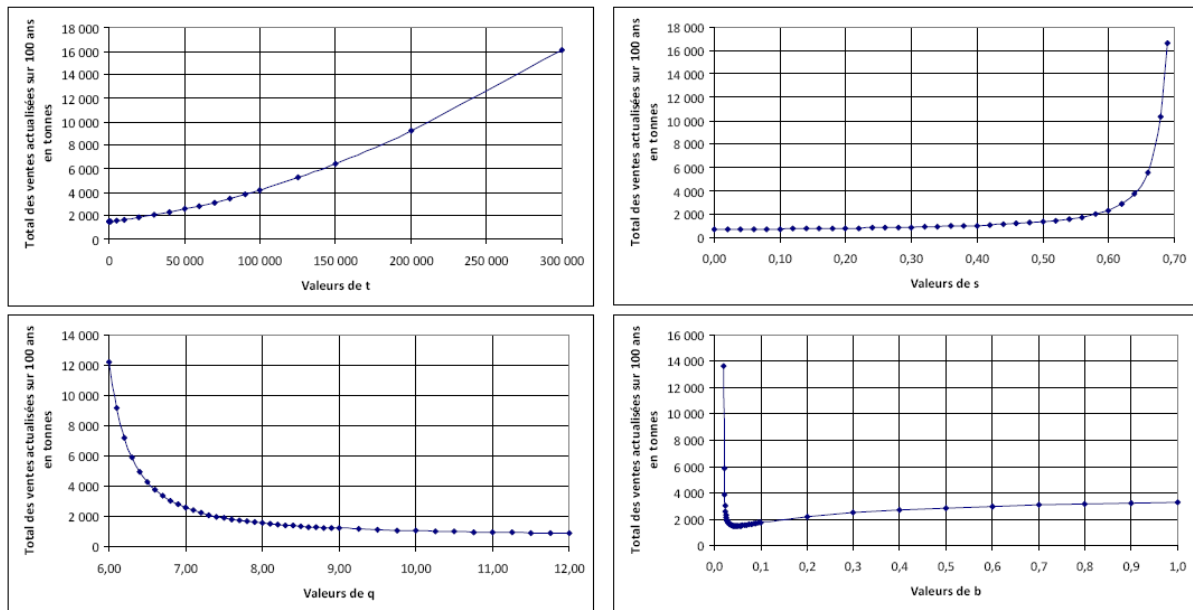 Total des ventes actualisées sur 100 ans
en tonnes
18 000
16 000
14 000
12 000
10 000
8 000
6 000
4 000
2 000
0
0 50 000 100 000 150 000 200 000 250 000 300 000
Valeurs de t
Total des ventes actualisées sur 100 ans
en tonnes
18 000
16 000
14 000
12 000
10 000
8 000
6 000
4 000
2 000
0
0,00 0,10 0,20 0,30 0,40 0,50 0,60 0,70
Valeurs de s
Total des ventes actualisées sur 100 ans
en tonnes
14 000
12 000
10 000
8 000
6 000
4 000
2 000
0
6,00 7,00 8,00 9,00 10,00 11,00 12,00
Valeurs de q
Total des ventes actualisées sur 100 ans
en tonnes
16 000
14 000
12 000
10 000
8 000
6 000
4 000
2 000
0
0,0 0,1 0,2 0,3 0,4 0,5 0,6 0,7 0,8 0,9 1,0
Valeurs de b